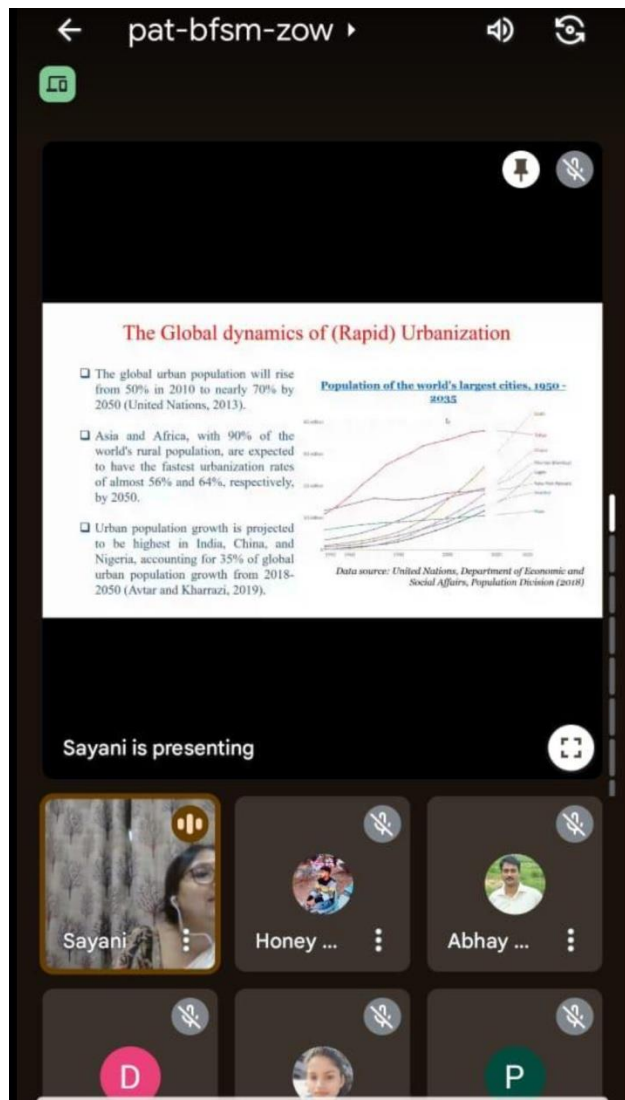 pat-bfsm-zow
The Global dynamics of (Rapid) Urbanization
The global urban population will rise
from 50% in 2010 to nearly 70% by
2050 (United Nations, 2013).
Asia and Africa, with 90% of the
world's rural population, are expected
to have the fastest urbanization rates
of almost 56% and 64%, respectively,
by 2050.
Urban population growth is projected
to be highest in India, China, and
Nigeria, accounting for 35% of global
urban population growth from 2018-
2050 (Avtar and Kharrazi, 2019).
Population of the world's largest cities, 1950 -
2035
Data source: United Nations, Department of Economic and
Social Affairs, Population Division (2018)
Sayani is presenting
Sayani
Honey ...
Abhay ...
D
P